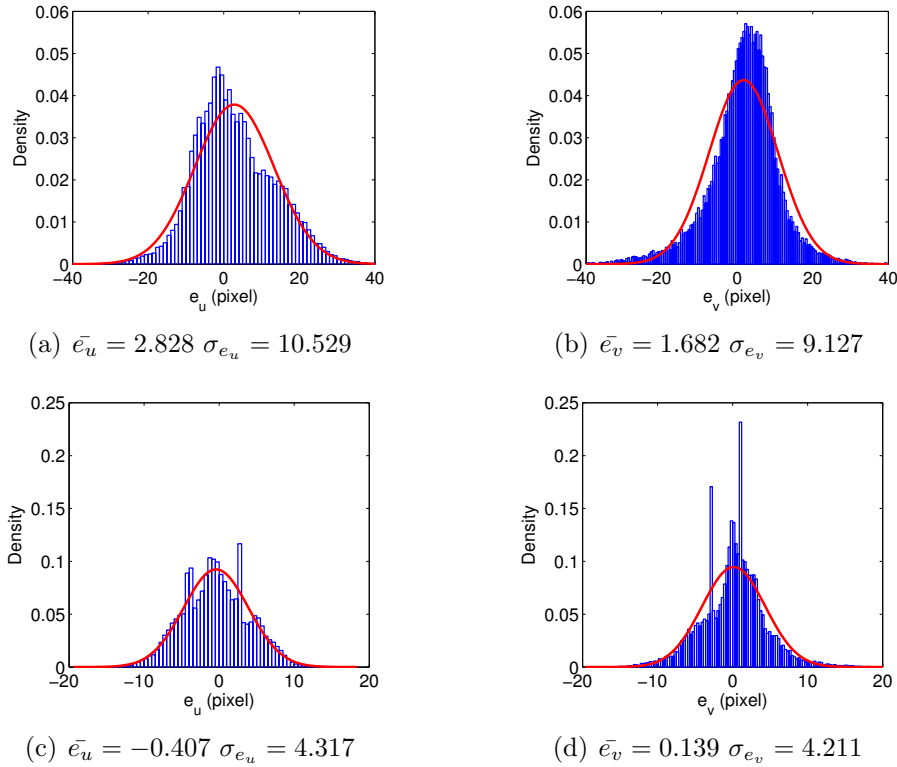 0.06
0.05
0.04
0.03
0.02
0.01
0
Density
−40 −20 0 20 40
e_u (pixel)
(a) ē_u = 2.828 σ_{e_u} = 10.529
0.06
0.05
0.04
0.03
0.02
0.01
0
Density
−40 −20 0 20 40
e_v (pixel)
(b) ē_v = 1.682 σ_{e_v} = 9.127
0.25
0.2
0.15
0.1
0.05
0
Density
−20 −10 0 10 20
e_u (pixel)
(c) ē_u = −0.407 σ_{e_u} = 4.317
0.25
0.2
0.15
0.1
0.05
0
Density
−20 −10 0 10 20
e_v (pixel)
(d) ē_v = 0.139 σ_{e_v} = 4.211